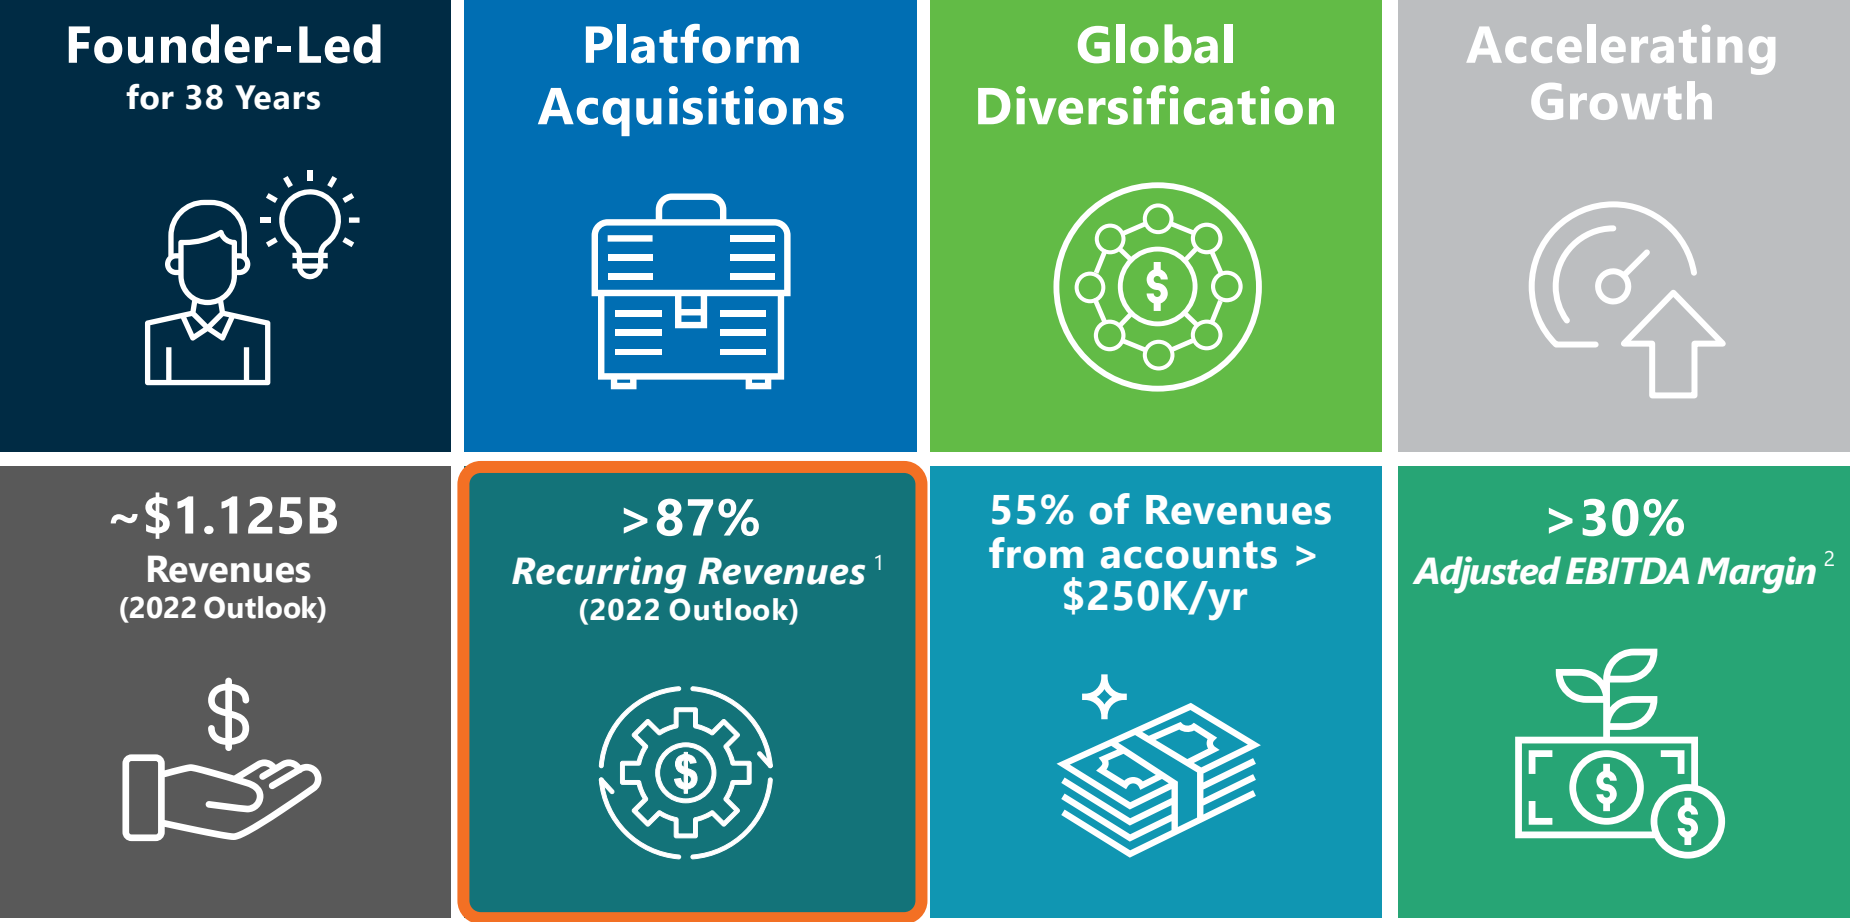 Founder-Led
for 38 Years
Platform
Acquisitions
Global
Diversification
Accelerating
Growth
~$1.125B
Revenues
(2022 Outlook)
>87%
Recurring Revenues 1
(2022 Outlook)
55% of Revenues
from accounts >
$250K/yr
>30%
Adjusted EBITDA Margin 2
$
$
$
$
$